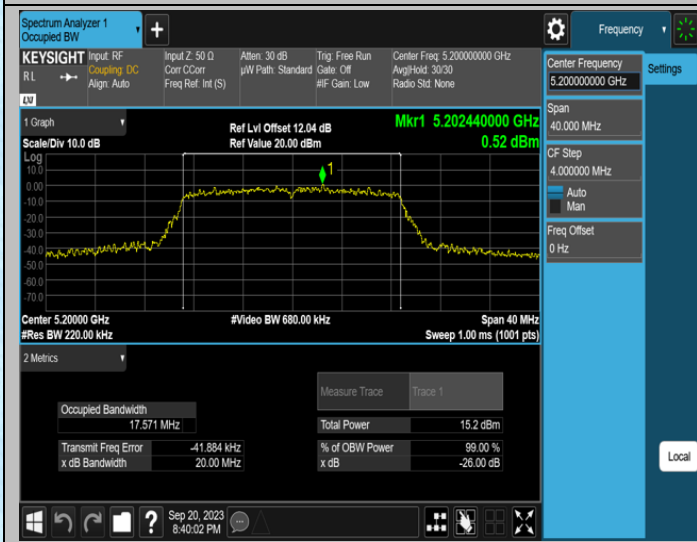 Spectrum Analyzer 1
Occupied BW
Frequency
KEYSIGHT
RL
LXI
Input: RF
Coupling: DC
Align: Auto
Input Z: 50 Ω
Corr CCorr
Freq Ref: Int (S)
Atten: 30 dB
µW Path: Standard
Trig: Free Run
Gate: Off
#IF Gain: Low
Center Freq: 5.200000000 GHz
Avg|Hold: 30/30
Radio Std: None
Center Frequency
5.200000000 GHz
Settings
Span
40.000 MHz
CF Step
4.000000 MHz
Auto
Man
Freq Offset
0 Hz
Local
1 Graph
Scale/Div 10.0 dB
Ref Lvl Offset 12.04 dB
Ref Value 20.00 dBm
Mkr1 5.202440000 GHz
0.52 dBm
Log
10.0
0.00
-10.0
-20.0
-30.0
-40.0
-50.0
-60.0
-70.0
1
Center 5.20000 GHz
#Video BW 680.00 kHz
Span 40 MHz
#Res BW 220.00 kHz
Sweep 1.00 ms (1001 pts)
2 Metrics
Measure Trace
Trace 1
Occupied Bandwidth
17.571 MHz
Total Power
15.2 dBm
Transmit Freq Error
-41.884 kHz
% of OBW Power
99.00 %
x dB Bandwidth
20.00 MHz
x dB
-26.00 dB
?
Sep 20, 2023
8:40:02 PM